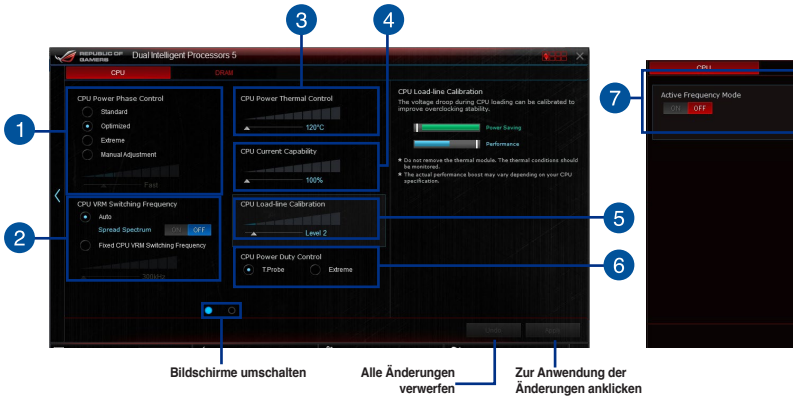 3
4
REPUBLIC OF
GAMERS
Dual Intelligent Processors 5
CPU
DRAM
1
CPU Power Phase Control
Standard
Optimized
Extreme
Manual Adjustment
Fast
2
CPU VRM Switching Frequency
Auto
Spread Spectrum
ON
OFF
Fixed CPU VRM Switching Frequency
300kHz
CPU Power Thermal Control
120°C
CPU Current Capability
100%
CPU Load-line Calibration
Level 2
CPU Power Duty Control
T.Probe
Extreme
CPU Load-line Calibration
The voltage droop during CPU loading can be calibrated to
improve overclocking stability.
Power Saving
Performance
* Do not remove the thermal module. The thermal conditions should
be monitored.
* The actual performance boost may vary depending on your CPU
specification.
5
6
Undo
Apply
Bildschirme umschalten
Alle Änderungen
verwerfen
Zur Anwendung der
Änderungen anklicken
7
CPU
Active Frequency Mode
ON
OFF